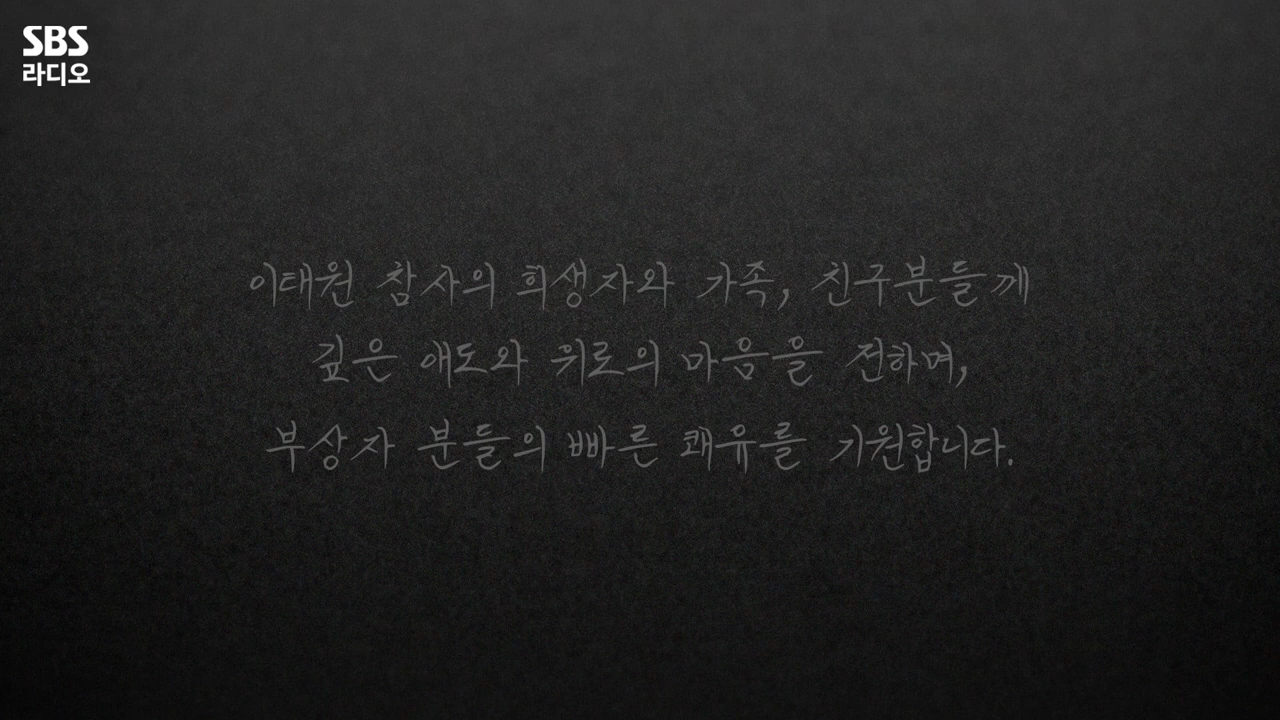 SBS
라디오
이태원 참사의 희생자와 가족, 친구분들께
깊은 애도와 위로의 마음을 전하며,
부상자 분들의 빠른 쾌유를 기원합니다.